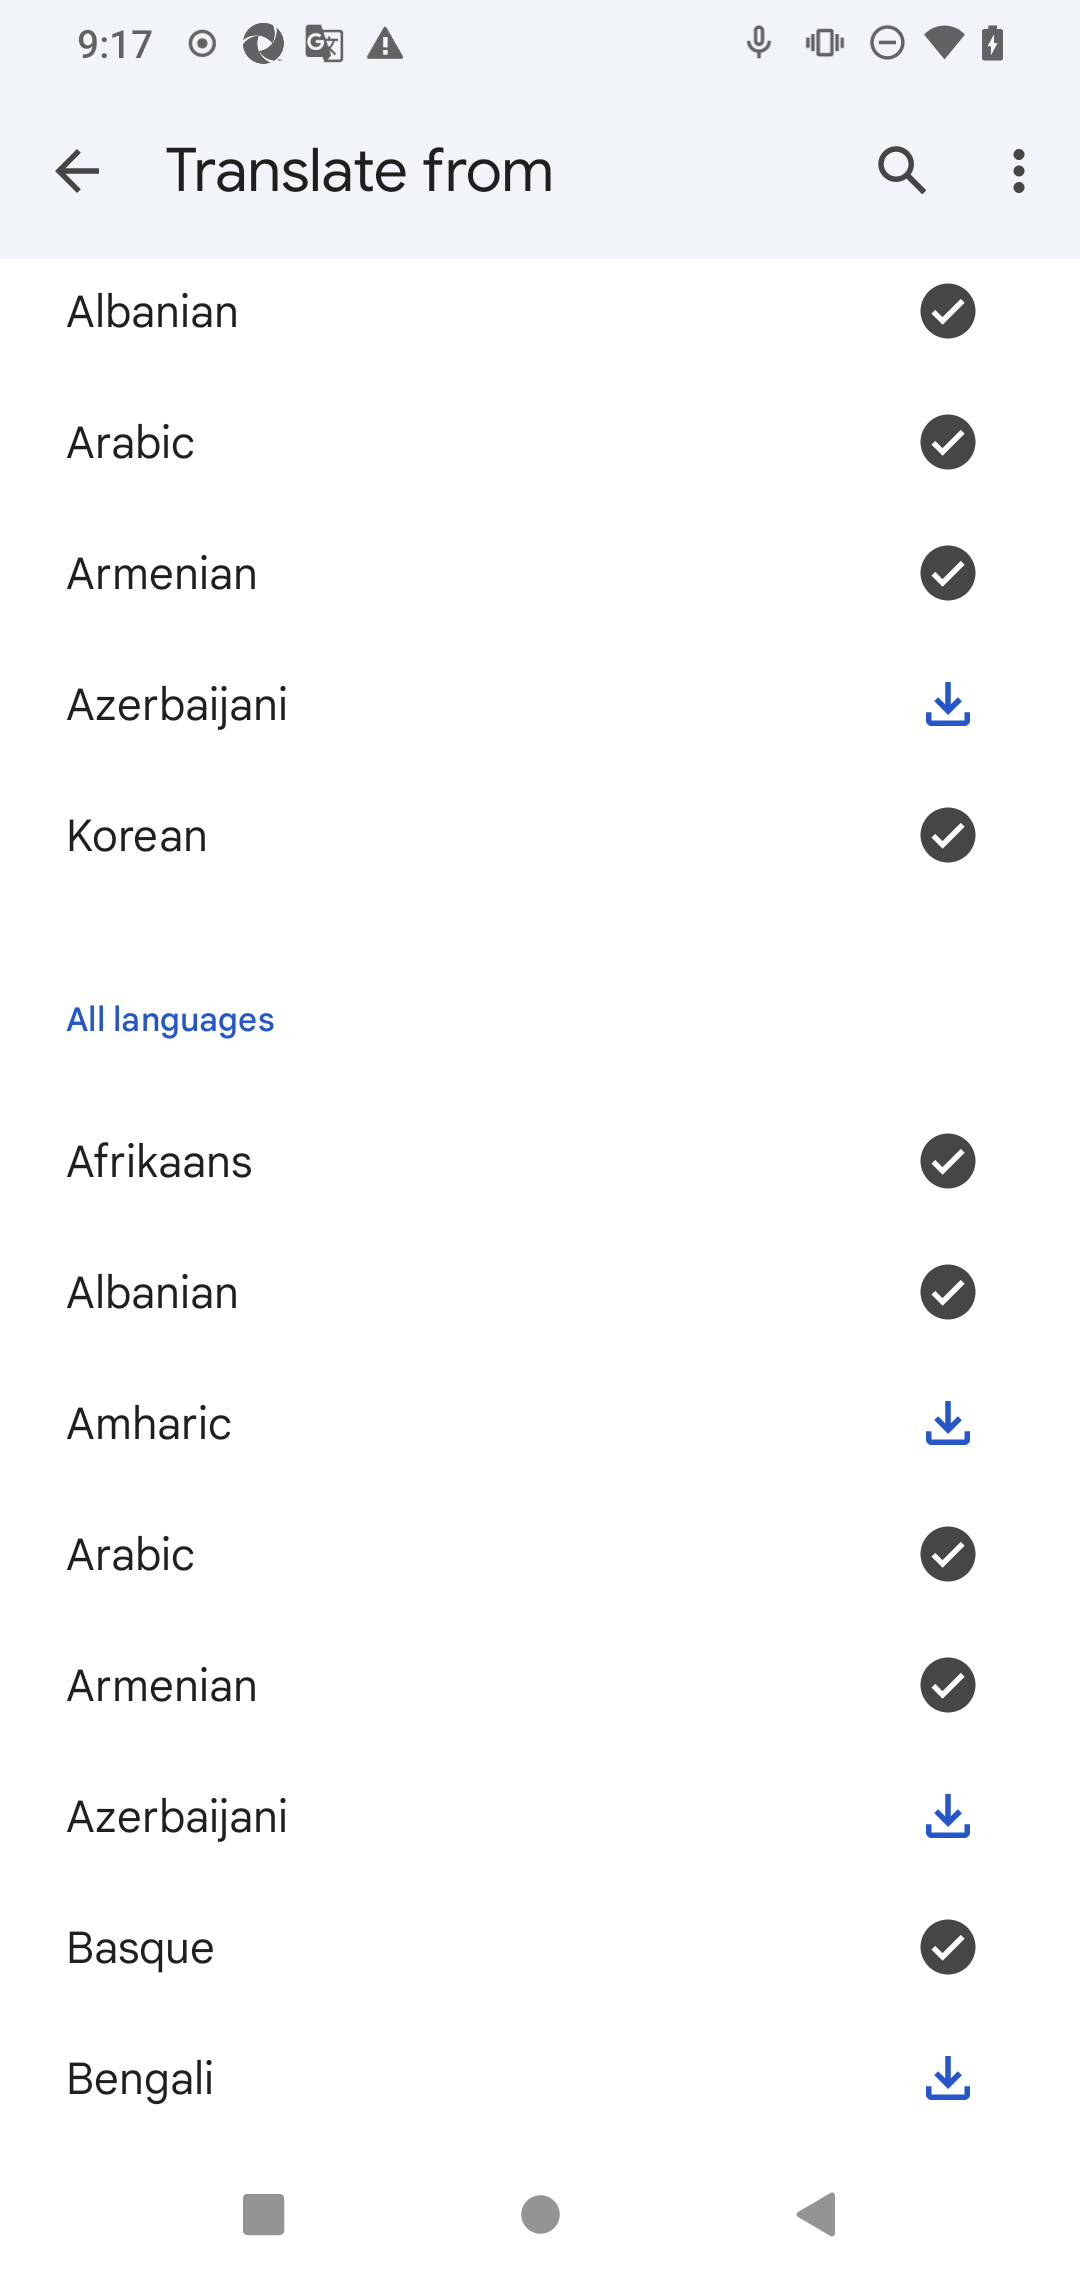 9:17
Translate from
Albanian
Arabic
Armenian
Azerbaijani
Korean
All languages
Afrikaans
Albanian
Amharic
Arabic
Armenian
Azerbaijani
Basque
Bengali